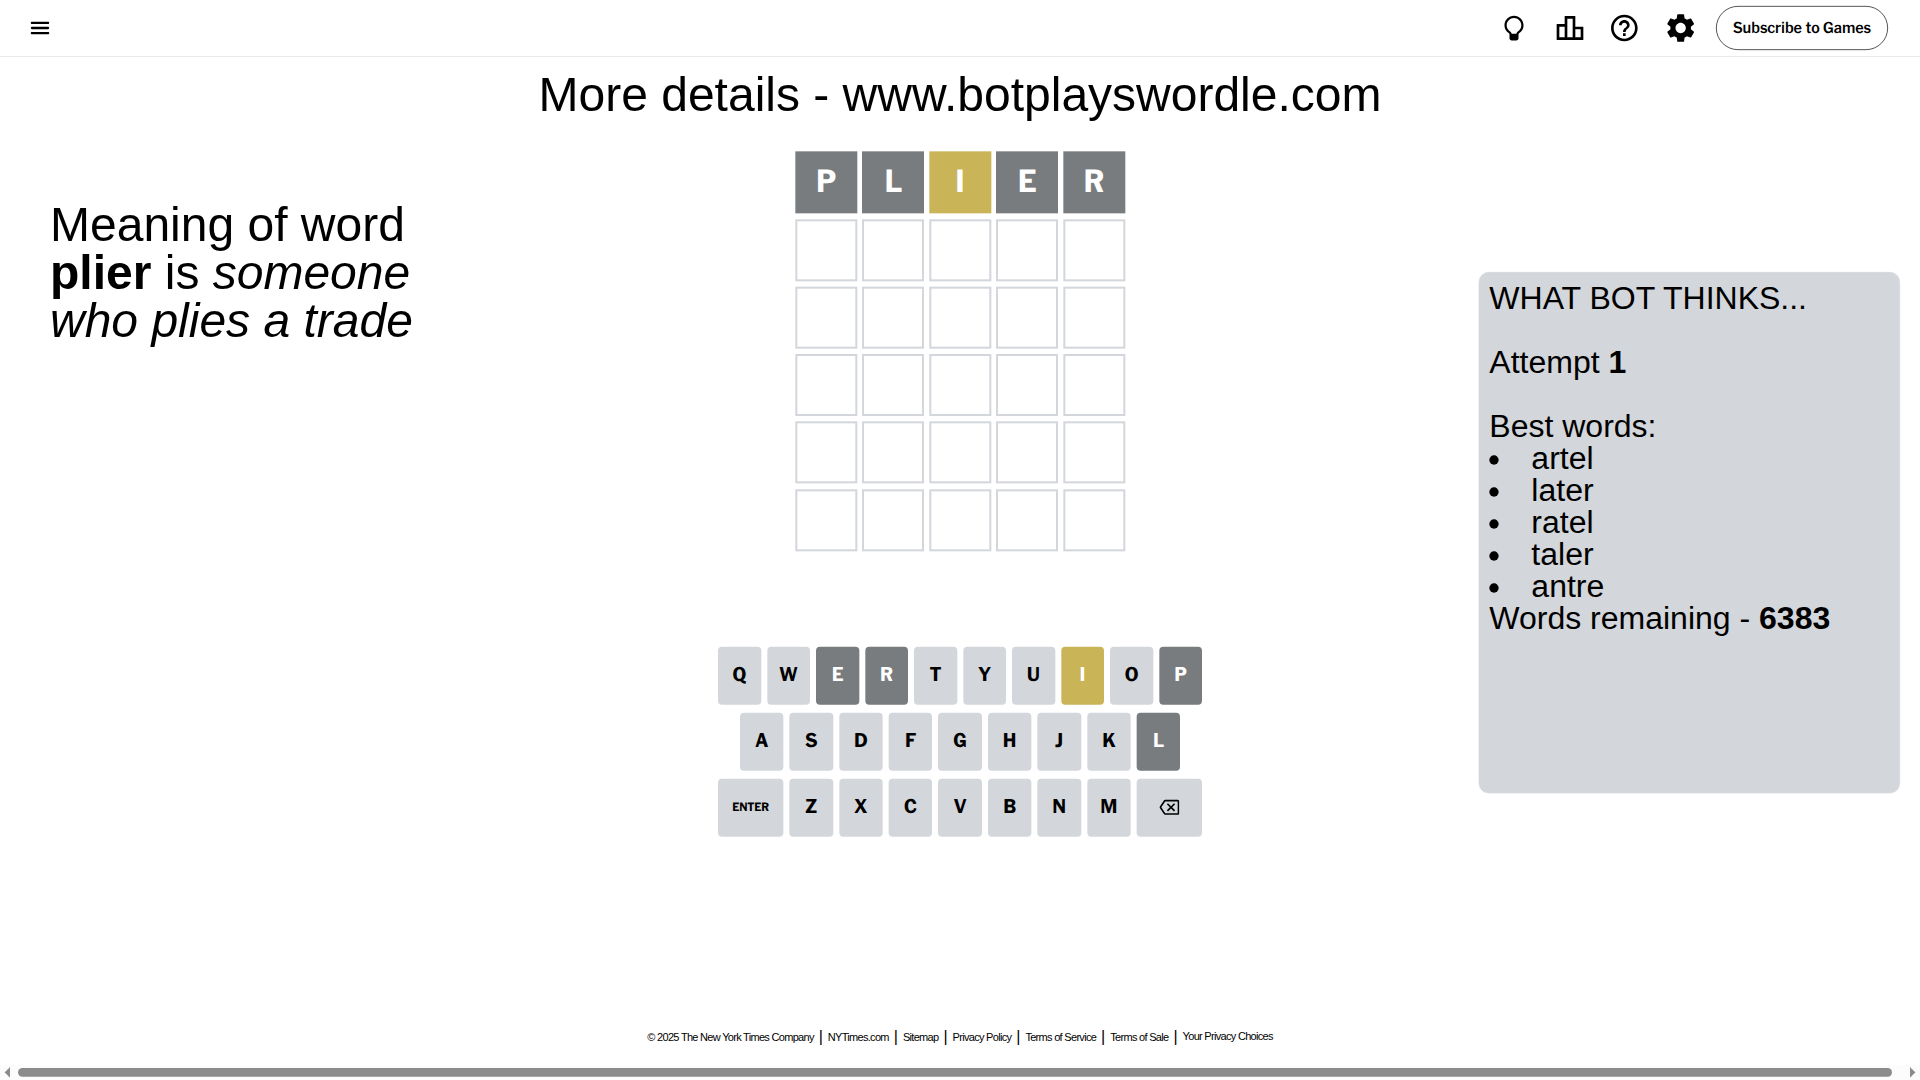 Subscribe to Games
More details - www.botplayswordle.com
PLIER
Meaning of word
plier is someone
who plies a trade
WHAT BOT THINKS...
Attempt 1
Best words:
• artel
• later
• ratel
• taler
• antre
Words remaining - 6383
Q W E R T Y U I O P
A S D F G H J K L
ENTER Z X C V B N M
© 2025 The New York Times Company | NYTimes.com | Sitemap | Privacy Policy | Terms of Service | Terms of Sale | Your Privacy Choices